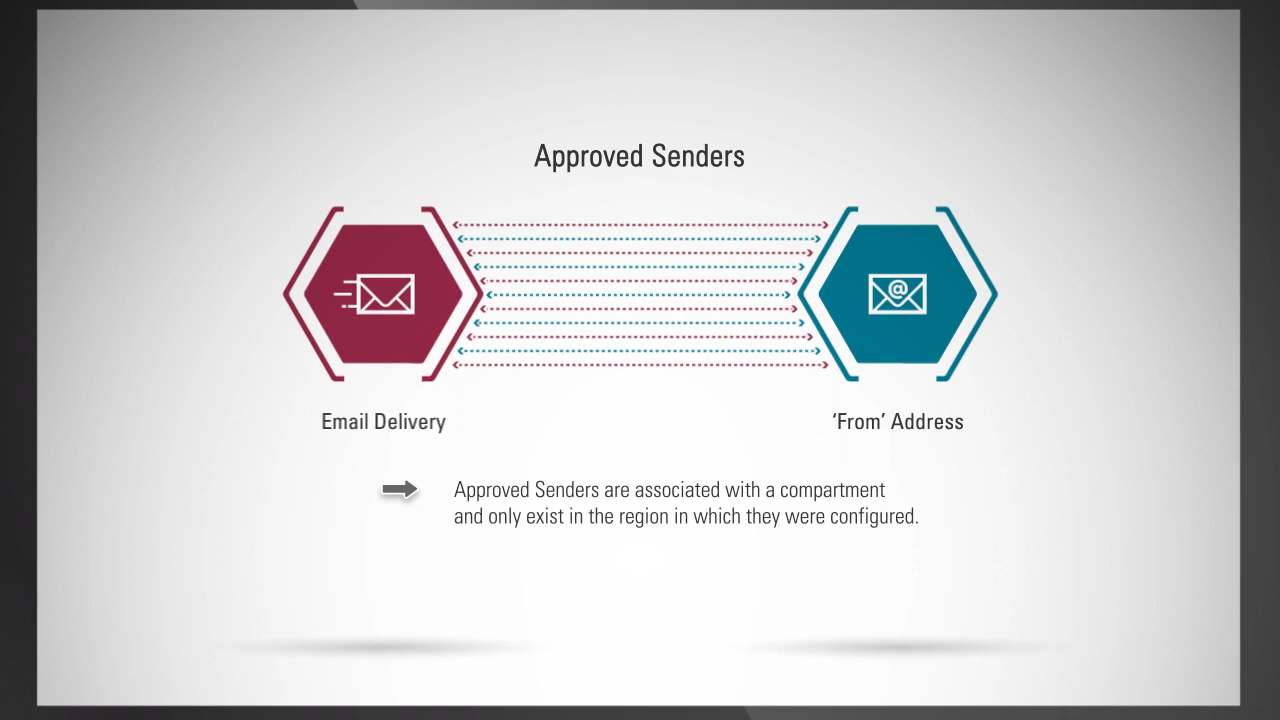 Approved Senders
Email Delivery
‘From’ Address
Approved Senders are associated with a compartment
and only exist in the region in which they were configured.